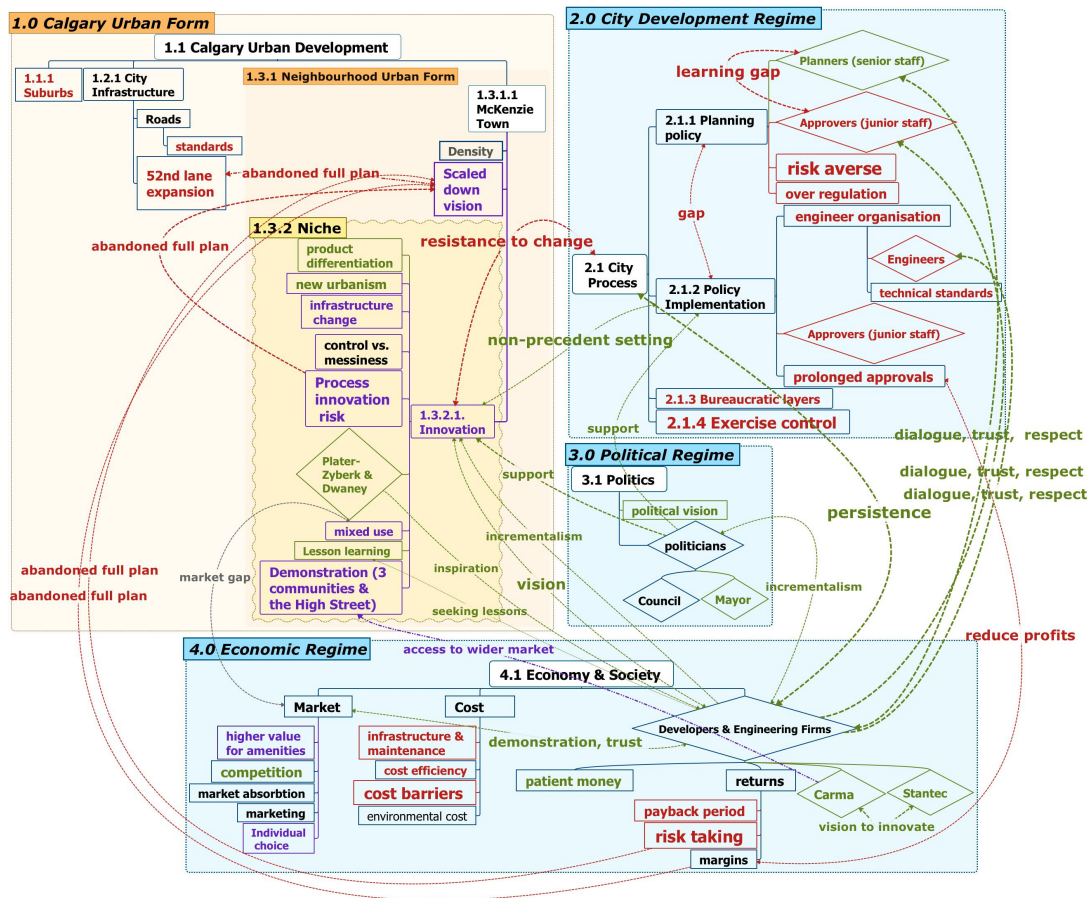 1.0 Calgary Urban Form
1.1 Calgary Urban Development
1.1.1
Suburbs
1.2.1 City
Infrastructure
Roads
standards
52nd lane
expansion
1.3.1 Neighbourhood Urban Form
1.3.1.1
McKenzie
Town
Density
Scaled
down
vision
abandoned full plan
abandoned full plan
1.3.2 Niche
product
differentiation
new urbanism
infrastructure
change
control vs.
messiness
Process
innovation
risk
1.3.2.1.
Innovation
Plater-
Zyberk &
Dwaney
mixed use
Lesson learning
Demonstration (3
communities &
the High Street)
resistance to change
non-precedent setting
support
support
incrementalism
inspiration
vision
seeking lessons
market gap
abandoned full plan
abandoned full plan
access to wider market
2.0 City Development Regime
Planners (senior staff)
learning gap
Approvers (junior staff)
2.1.1 Planning
policy
risk averse
over regulation
gap
engineer organisation
Engineers
technical standards
2.1 City
Process
2.1.2 Policy
Implementation
Approvers (junior staff)
prolonged approvals
2.1.3 Bureaucratic layers
2.1.4 Exercise control
dialogue, trust, respect
dialogue, trust, respect
dialogue, trust, respect
persistence
3.0 Political Regime
3.1 Politics
political vision
politicians
Council
Mayor
incrementalism
reduce profits
4.0 Economic Regime
4.1 Economy & Society
Market
higher value
for amenities
competition
market absorbtion
marketing
Individual
choice
Cost
infrastructure &
maintenance
cost efficiency
cost barriers
environmental cost
demonstration, trust
Developers & Engineering Firms
patient money
returns
payback period
risk taking
margins
Carma
Stantec
vision to innovate